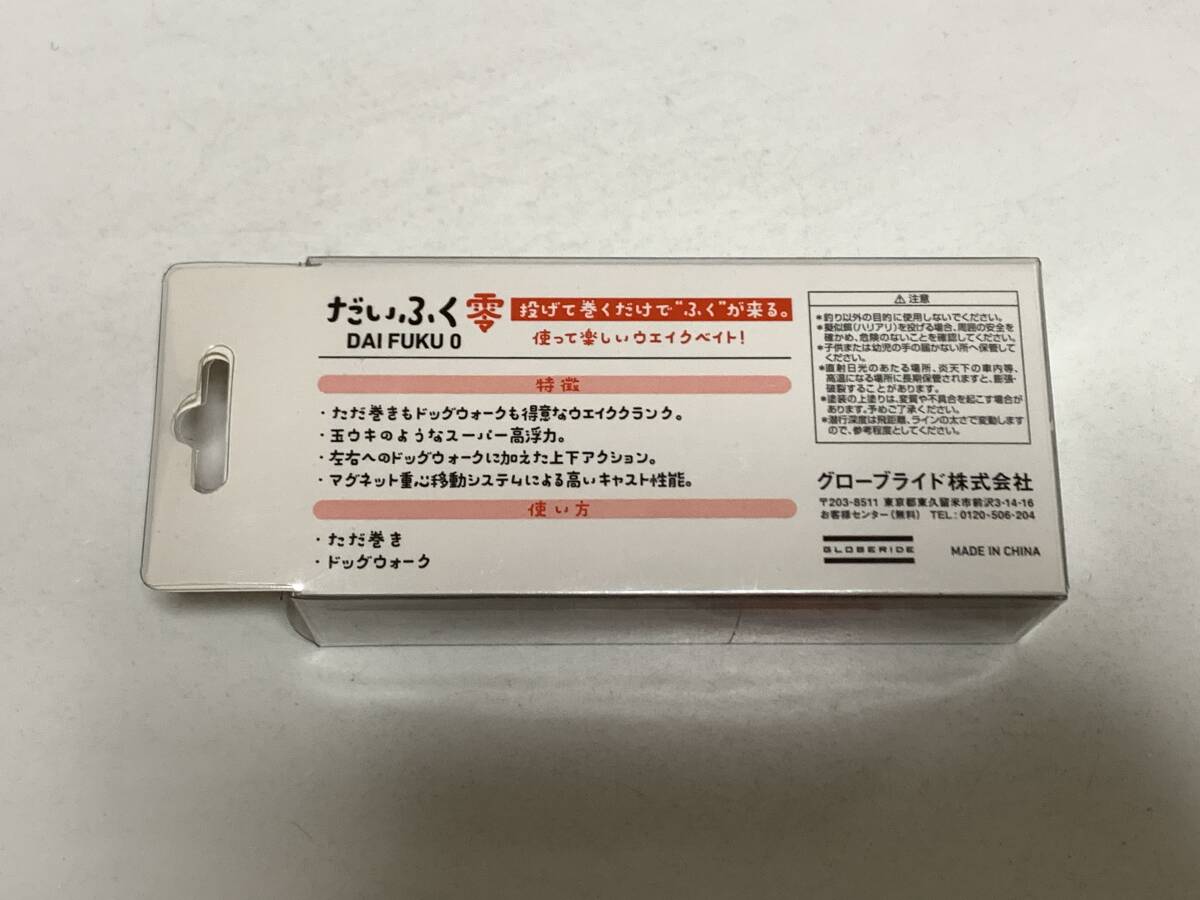 だいふく零
DAI FUKU 0
投げて巻くだけで"ふく"が来る。
使って楽しいウエイクベイト!
特徴
・ただ巻きもドッグウォークも得意なウエイククランク。
・玉ウキのようなスーパー高浮力。
・左右へのドッグウォークに加えた上下アクション。
・マグネット重心移動システムによる高いキャスト性能。
使い方
・ただ巻き
・ドッグウォーク
⚠注意
*釣り以外の目的に使用しないでください。
*擬似餌(ハリアリ)を投げる場合、周囲の安全を
確かめ、危険のないことを確認してください。
*子供または幼児の手の届かない所へ保管して
ください。
*直射日光のあたる場所、炎天下の車内等、
高温になる場所に長期保管されますと、膨張・
破裂することがあります。
*塗装の上塗りは、変質や不具合を起こす場合が
あります。予めご了承ください。
*潜行深度は飛距離、ラインの太さで変動します
ので、参考程度としてください。
グローブライド株式会社
〒203-8511 東京都東久留米市前沢3-14-16
お客様センター(無料) TEL:0120-506-204
GLOBERIDE
MADE IN CHINA